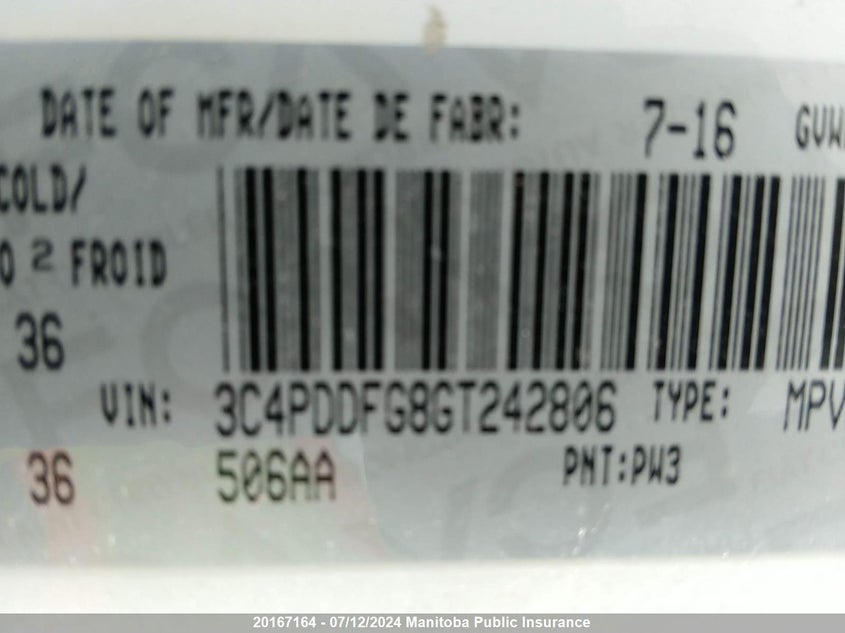 DATE OF MFR/DATE DE FABR: 7-16 GVW
COLD/
O 2 FROID
36
VIN: 3C4PDDFG8GT242806 TYPE: MPV
36 506AA PNT:PW3
20167164 - 07/12/2024 Manitoba Public Insurance